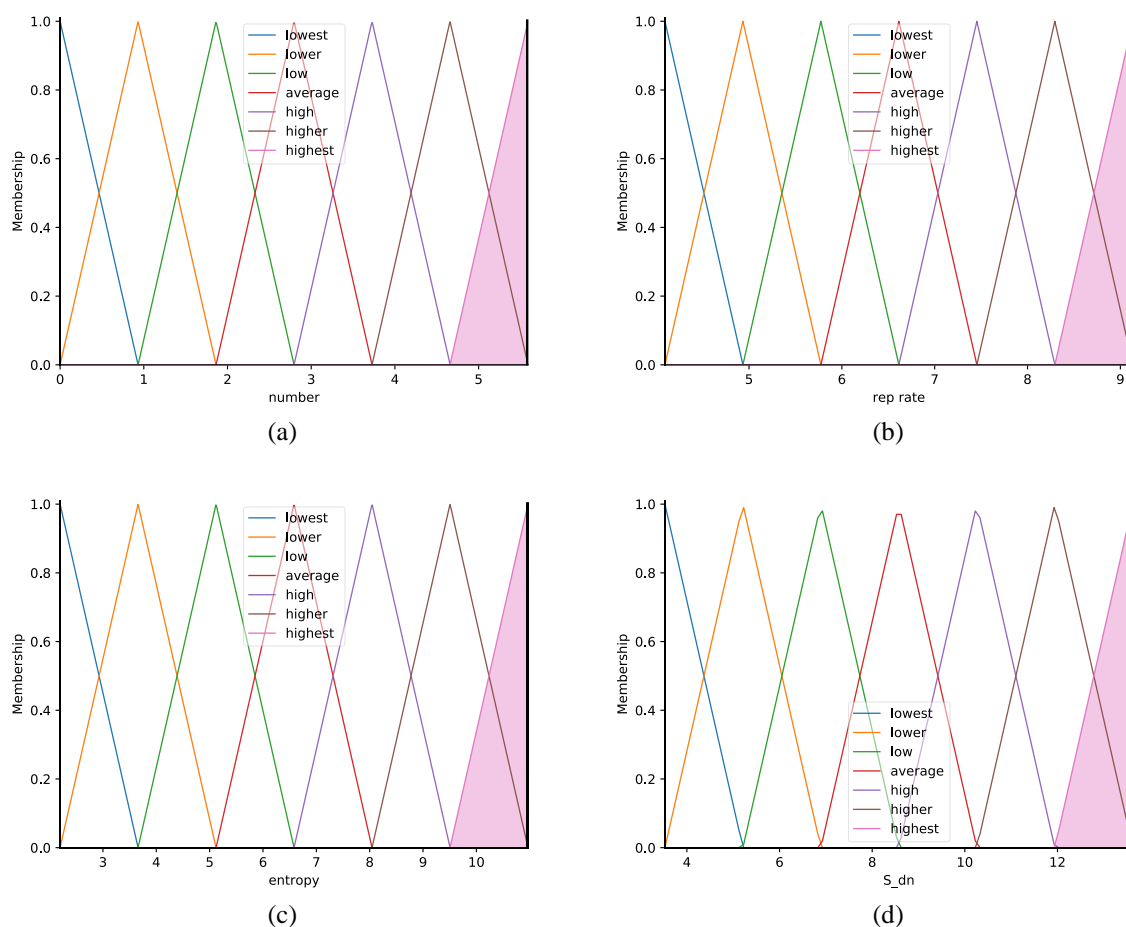 1.0
0.8
0.6
0.4
0.2
0.0
Membership
0 1 2 3 4 5
number
lowest
lower
low
average
high
higher
highest
(a)
1.0
0.8
0.6
0.4
0.2
0.0
Membership
5 6 7 8 9
rep rate
lowest
lower
low
average
high
higher
highest
(b)
1.0
0.8
0.6
0.4
0.2
0.0
Membership
3 4 5 6 7 8 9 10
entropy
lowest
lower
low
average
high
higher
highest
(c)
1.0
0.8
0.6
0.4
0.2
0.0
Membership
4 6 8 10 12
S_dn
lowest
lower
low
average
high
higher
highest
(d)